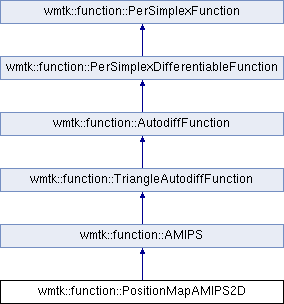 wmtk::function::PerSimplexFunction
wmtk::function::PerSimplexDifferentiableFunction
wmtk::function::AutodiffFunction
wmtk::function::TriangleAutodiffFunction
wmtk::function::AMIPS
wmtk::function::PositionMapAMIPS2D